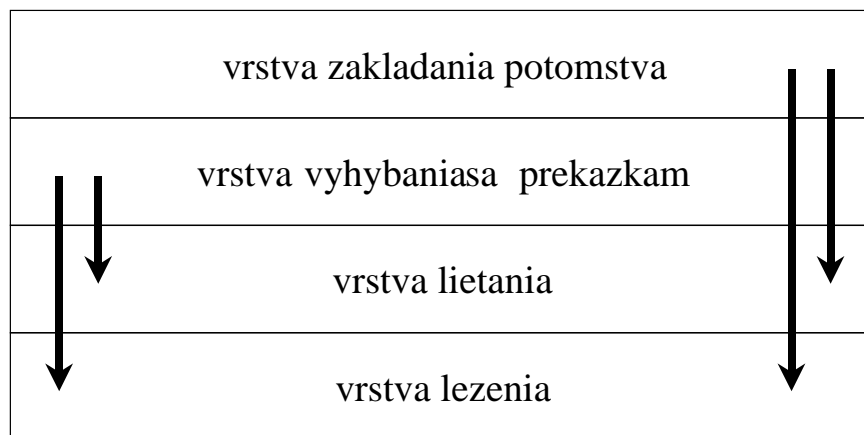 vrstva zakladania potomstva
vrstva vyhybaniasa prekazkam
vrstva lietania
vrstva lezenia